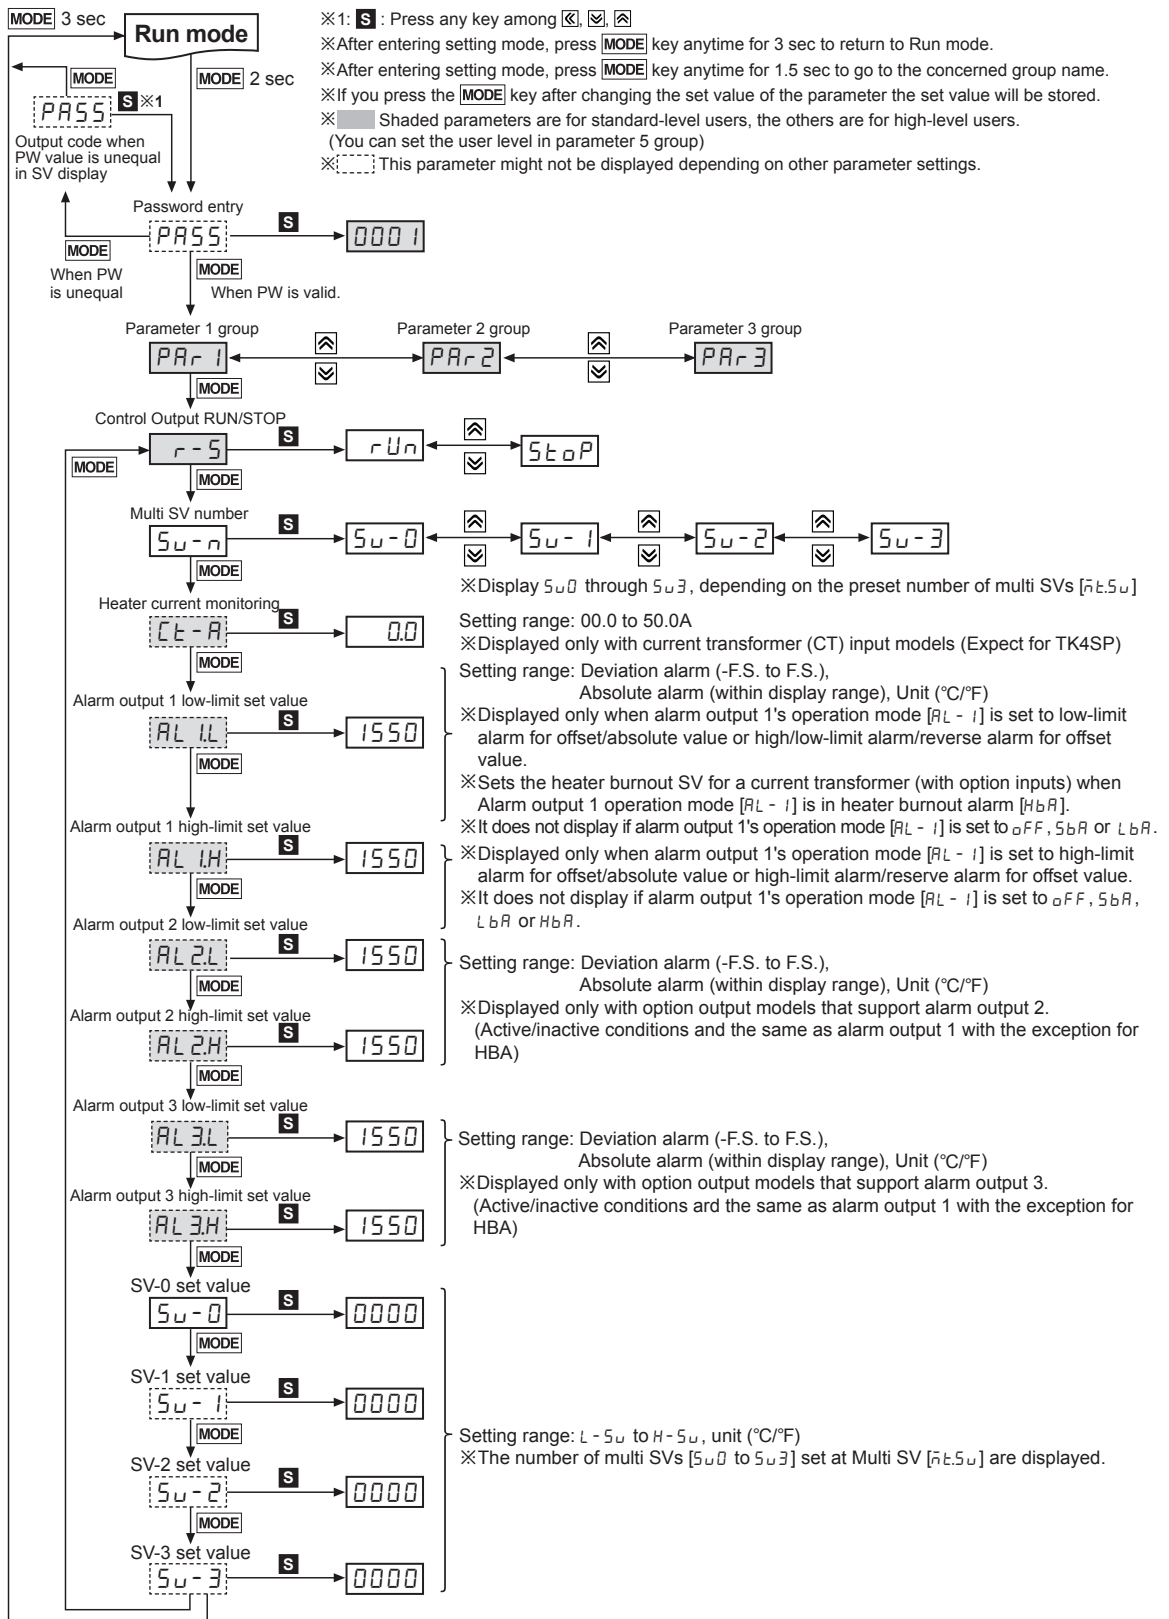 MODE 3 sec
Run mode
※1: S : Press any key among «, ︾, ︽
※After entering setting mode, press MODE key anytime for 3 sec to return to Run mode.
※After entering setting mode, press MODE key anytime for 1.5 sec to go to the concerned group name.
※If you press the MODE key after changing the set value of the parameter the set value will be stored.
※ Shaded parameters are for standard-level users, the others are for high-level users.
(You can set the user level in parameter 5 group)
※ This parameter might not be displayed depending on other parameter settings.
MODE
MODE 2 sec
PASS
S ※1
Output code when
PW value is unequal
in SV display
Password entry
PASS
S
0001
MODE
When PW
is unequal
MODE
When PW is valid.
Parameter 1 group
Parameter 2 group
Parameter 3 group
PAr1
PAr2
PAr3
MODE
Control Output RUN/STOP
r-S
S
rUn
StoP
MODE
MODE
Multi SV number
Sv-n
S
Sv-0
Sv-1
Sv-2
Sv-3
MODE
※Display Sv0 through Sv3, depending on the preset number of multi SVs [mt.Sv]
Heater current monitoring
Ct-A
S
0.0
MODE
Setting range: 00.0 to 50.0A
※Displayed only with current transformer (CT) input models (Expect for TK4SP)
Alarm output 1 low-limit set value
AL1.L
S
1550
MODE
Setting range: Deviation alarm (-F.S. to F.S.),
Absolute alarm (within display range), Unit (℃/℉)
※Displayed only when alarm output 1's operation mode [AL-1] is set to low-limit
alarm for offset/absolute value or high/low-limit alarm/reverse alarm for offset
value.
※Sets the heater burnout SV for a current transformer (with option inputs) when
Alarm output 1 operation mode [AL-1] is in heater burnout alarm [HbA].
※It does not display if alarm output 1's operation mode [AL-1] is set to oFF, SbA or LbA.
Alarm output 1 high-limit set value
AL1.H
S
1550
MODE
※Displayed only when alarm output 1's operation mode [AL-1] is set to high-limit
alarm for offset/absolute value or high-limit alarm/reserve alarm for offset value.
※It does not display if alarm output 1's operation mode [AL-1] is set to oFF, SbA,
LbA or HbA.
Alarm output 2 low-limit set value
AL2.L
S
1550
MODE
Alarm output 2 high-limit set value
AL2.H
S
1550
MODE
Setting range: Deviation alarm (-F.S. to F.S.),
Absolute alarm (within display range), Unit (℃/℉)
※Displayed only with option output models that support alarm output 2.
(Active/inactive conditions and the same as alarm output 1 with the exception for
HBA)
Alarm output 3 low-limit set value
AL3.L
S
1550
MODE
Alarm output 3 high-limit set value
AL3.H
S
1550
MODE
Setting range: Deviation alarm (-F.S. to F.S.),
Absolute alarm (within display range), Unit (℃/℉)
※Displayed only with option output models that support alarm output 3.
(Active/inactive conditions ard the same as alarm output 1 with the exception for
HBA)
SV-0 set value
Sv-0
S
0000
MODE
SV-1 set value
Sv-1
S
0000
MODE
SV-2 set value
Sv-2
S
0000
MODE
SV-3 set value
Sv-3
S
0000
Setting range: L-Sv to H-Sv, unit (℃/℉)
※The number of multi SVs [Sv0 to Sv3] set at Multi SV [mt.Sv] are displayed.